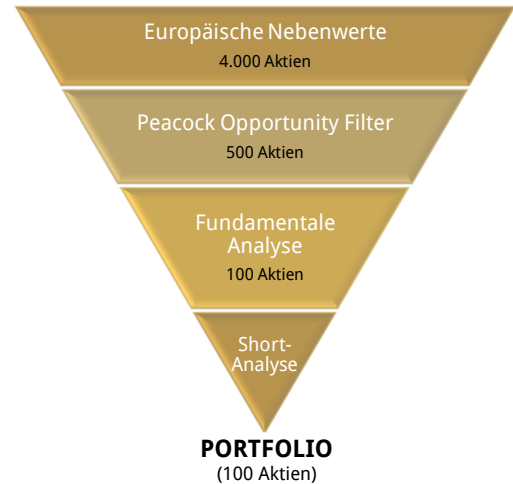 Europäische Nebenwerte
4.000 Aktien
Peacock Opportunity Filter
500 Aktien
Fundamentale
Analyse
100 Aktien
Short-
Analyse
PORTFOLIO
(100 Aktien)